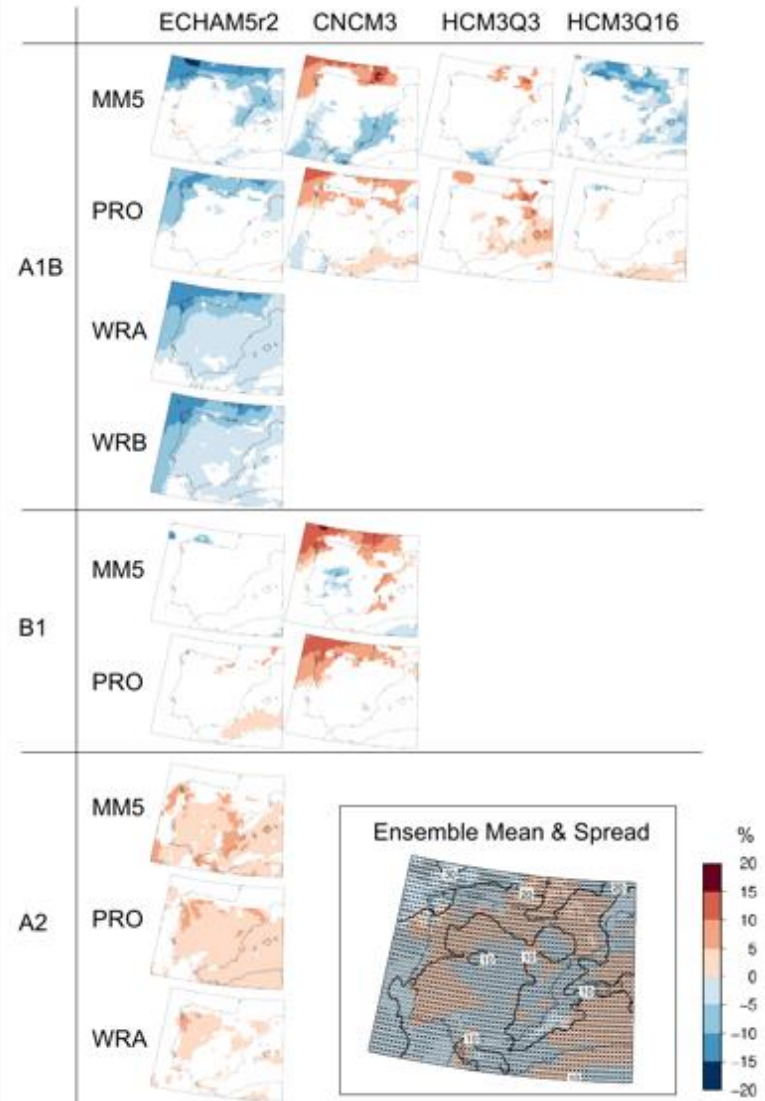 ECHAM5r2 CNCM3 HCM3Q3 HCM3Q16
A1B
MM5
PRO
WRA
WRB
B1
MM5
PRO
A2
MM5
PRO
WRA
Ensemble Mean & Spread
%
20
15
10
5
0
−5
−10
−15
−20